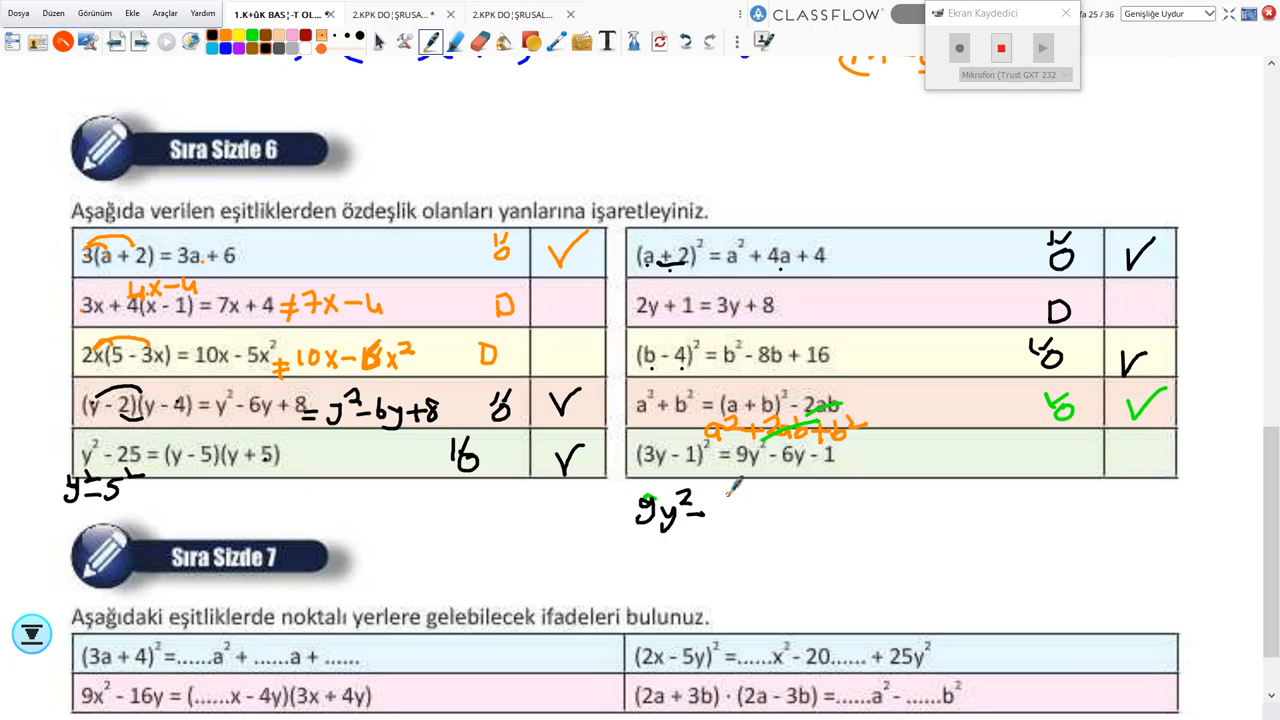 Dosya Düzen Görünüm Ekle Araçlar Yardım
1.K+ûK BAS¦-T OL...* 2.KPK DO¦ŞRUSA...* 2.KPK DO¦ŞRUSAL...
CLASSFLOW
Ekran Kaydedici
fa 25 / 36 Genişliğe Uydur
Mikrofon (Trust GXT 232
Sıra Sizde 6
Aşağıda verilen eşitliklerden özdeşlik olanları yanlarına işaretleyiniz.
3(a + 2) = 3a + 6 ✓
4x-4
3x + 4(x - 1) = 7x + 4 ≠ 7x - 4 D
2x(5 - 3x) = 10x - 5x² ≠ 10x - 6x² D
(y - 2)(y - 4) = y² - 6y + 8 = y² - 6y + 8 ✓
y² - 25 = (y - 5)(y + 5) ✓
y² - 5²
(a + 2)² = a² + 4a + 4 ✓
2y + 1 = 3y + 8 D
(b - 4)² = b² - 8b + 16 ✓
a² + b² = (a + b)² - 2ab ✓
a² + 2ab + b²
(3y - 1)² = 9y² - 6y - 1
9y² -
Sıra Sizde 7
Aşağıdaki eşitliklerde noktalı yerlere gelebilecek ifadeleri bulunuz.
(3a + 4)² =......a² + ......a + ......
(2x - 5y)² =......x² - 20...... + 25y²
9x² - 16y = (......x - 4y)(3x + 4y)
(2a + 3b) · (2a - 3b) =......a² - ......b²